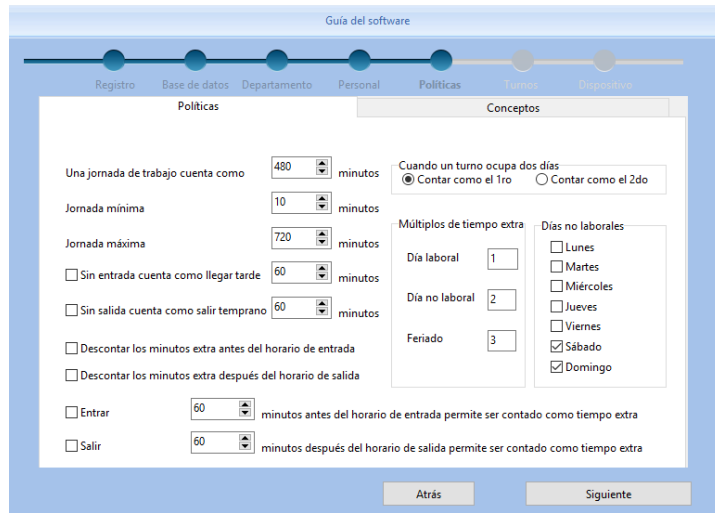 Guía del software
Registro Base de datos Departamento Personal Políticas Turnos Dispositivo
Políticas Conceptos
Una jornada de trabajo cuenta como 480 minutos
Jornada mínima 10 minutos
Jornada máxima 720 minutos
Sin entrada cuenta como llegar tarde 60 minutos
Sin salida cuenta como salir temprano 60 minutos
Descontar los minutos extra antes del horario de entrada
Descontar los minutos extra después del horario de salida
Cuando un turno ocupa dos días
Contar como el 1ro Contar como el 2do
Múltiplos de tiempo extra
Día laboral 1
Día no laboral 2
Feriado 3
Días no laborales
Lunes
Martes
Miércoles
Jueves
Viernes
Sábado
Domingo
Entrar 60 minutos antes del horario de entrada permite ser contado como tiempo extra
Salir 60 minutos después del horario de salida permite ser contado como tiempo extra
Atrás Siguiente